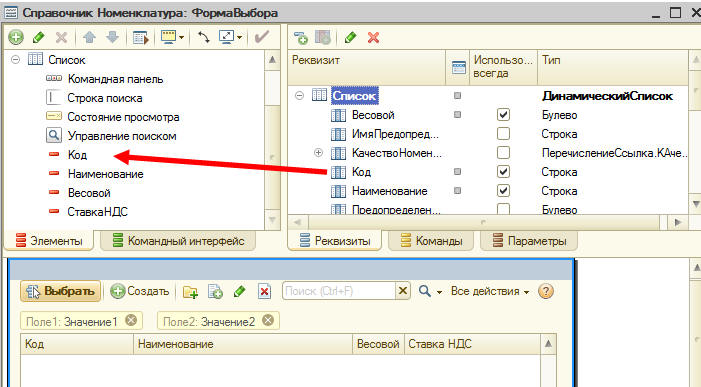 Справочник Номенклатура: ФормаВыбора
Список
Командная панель
Строка поиска
Состояние просмотра
Управление поиском
Код
Наименование
Весовой
СтавкаНДС
Элементы
Командный интерфейс
Реквизит
Использо...
всегда
Тип
Список
ДинамическийСписок
Весовой
Булево
ИмяПредопред...
Строка
КачествоНомен...
ПеречислениеСсылка.КАче...
Код
Строка
Наименование
Строка
Предопределен...
Булево
Реквизиты
Команды
Параметры
Выбрать
Создать
Поиск (Ctrl+F)
Все действия
Поле1: Значение1
Поле2: Значение2
Код
Наименование
Весовой
Ставка НДС